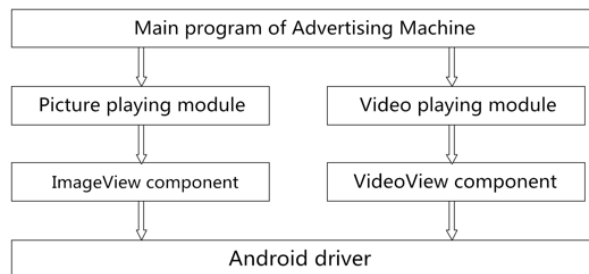 Main program of Advertising Machine
Picture playing module
Video playing module
ImageView component
VideoView component
Android driver